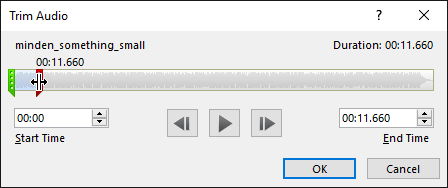 Trim Audio ?
minden_something_small Duration: 00:11.660
00:11.660
00:00 00:11.660
Start Time End Time
OK Cancel